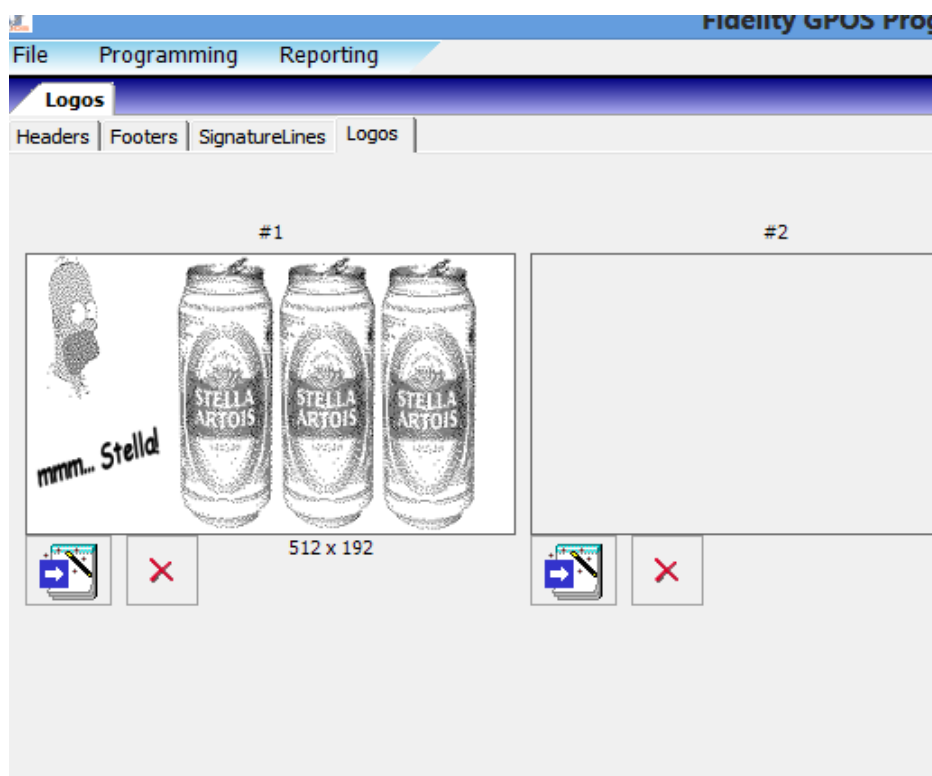 Fidelity GPOS Prog
File Programming Reporting
Logos
Headers Footers SignatureLines Logos
#1 #2
STELLA ARTOIS STELLA ARTOIS STELLA ARTOIS
mmm... Stella!
512 x 192